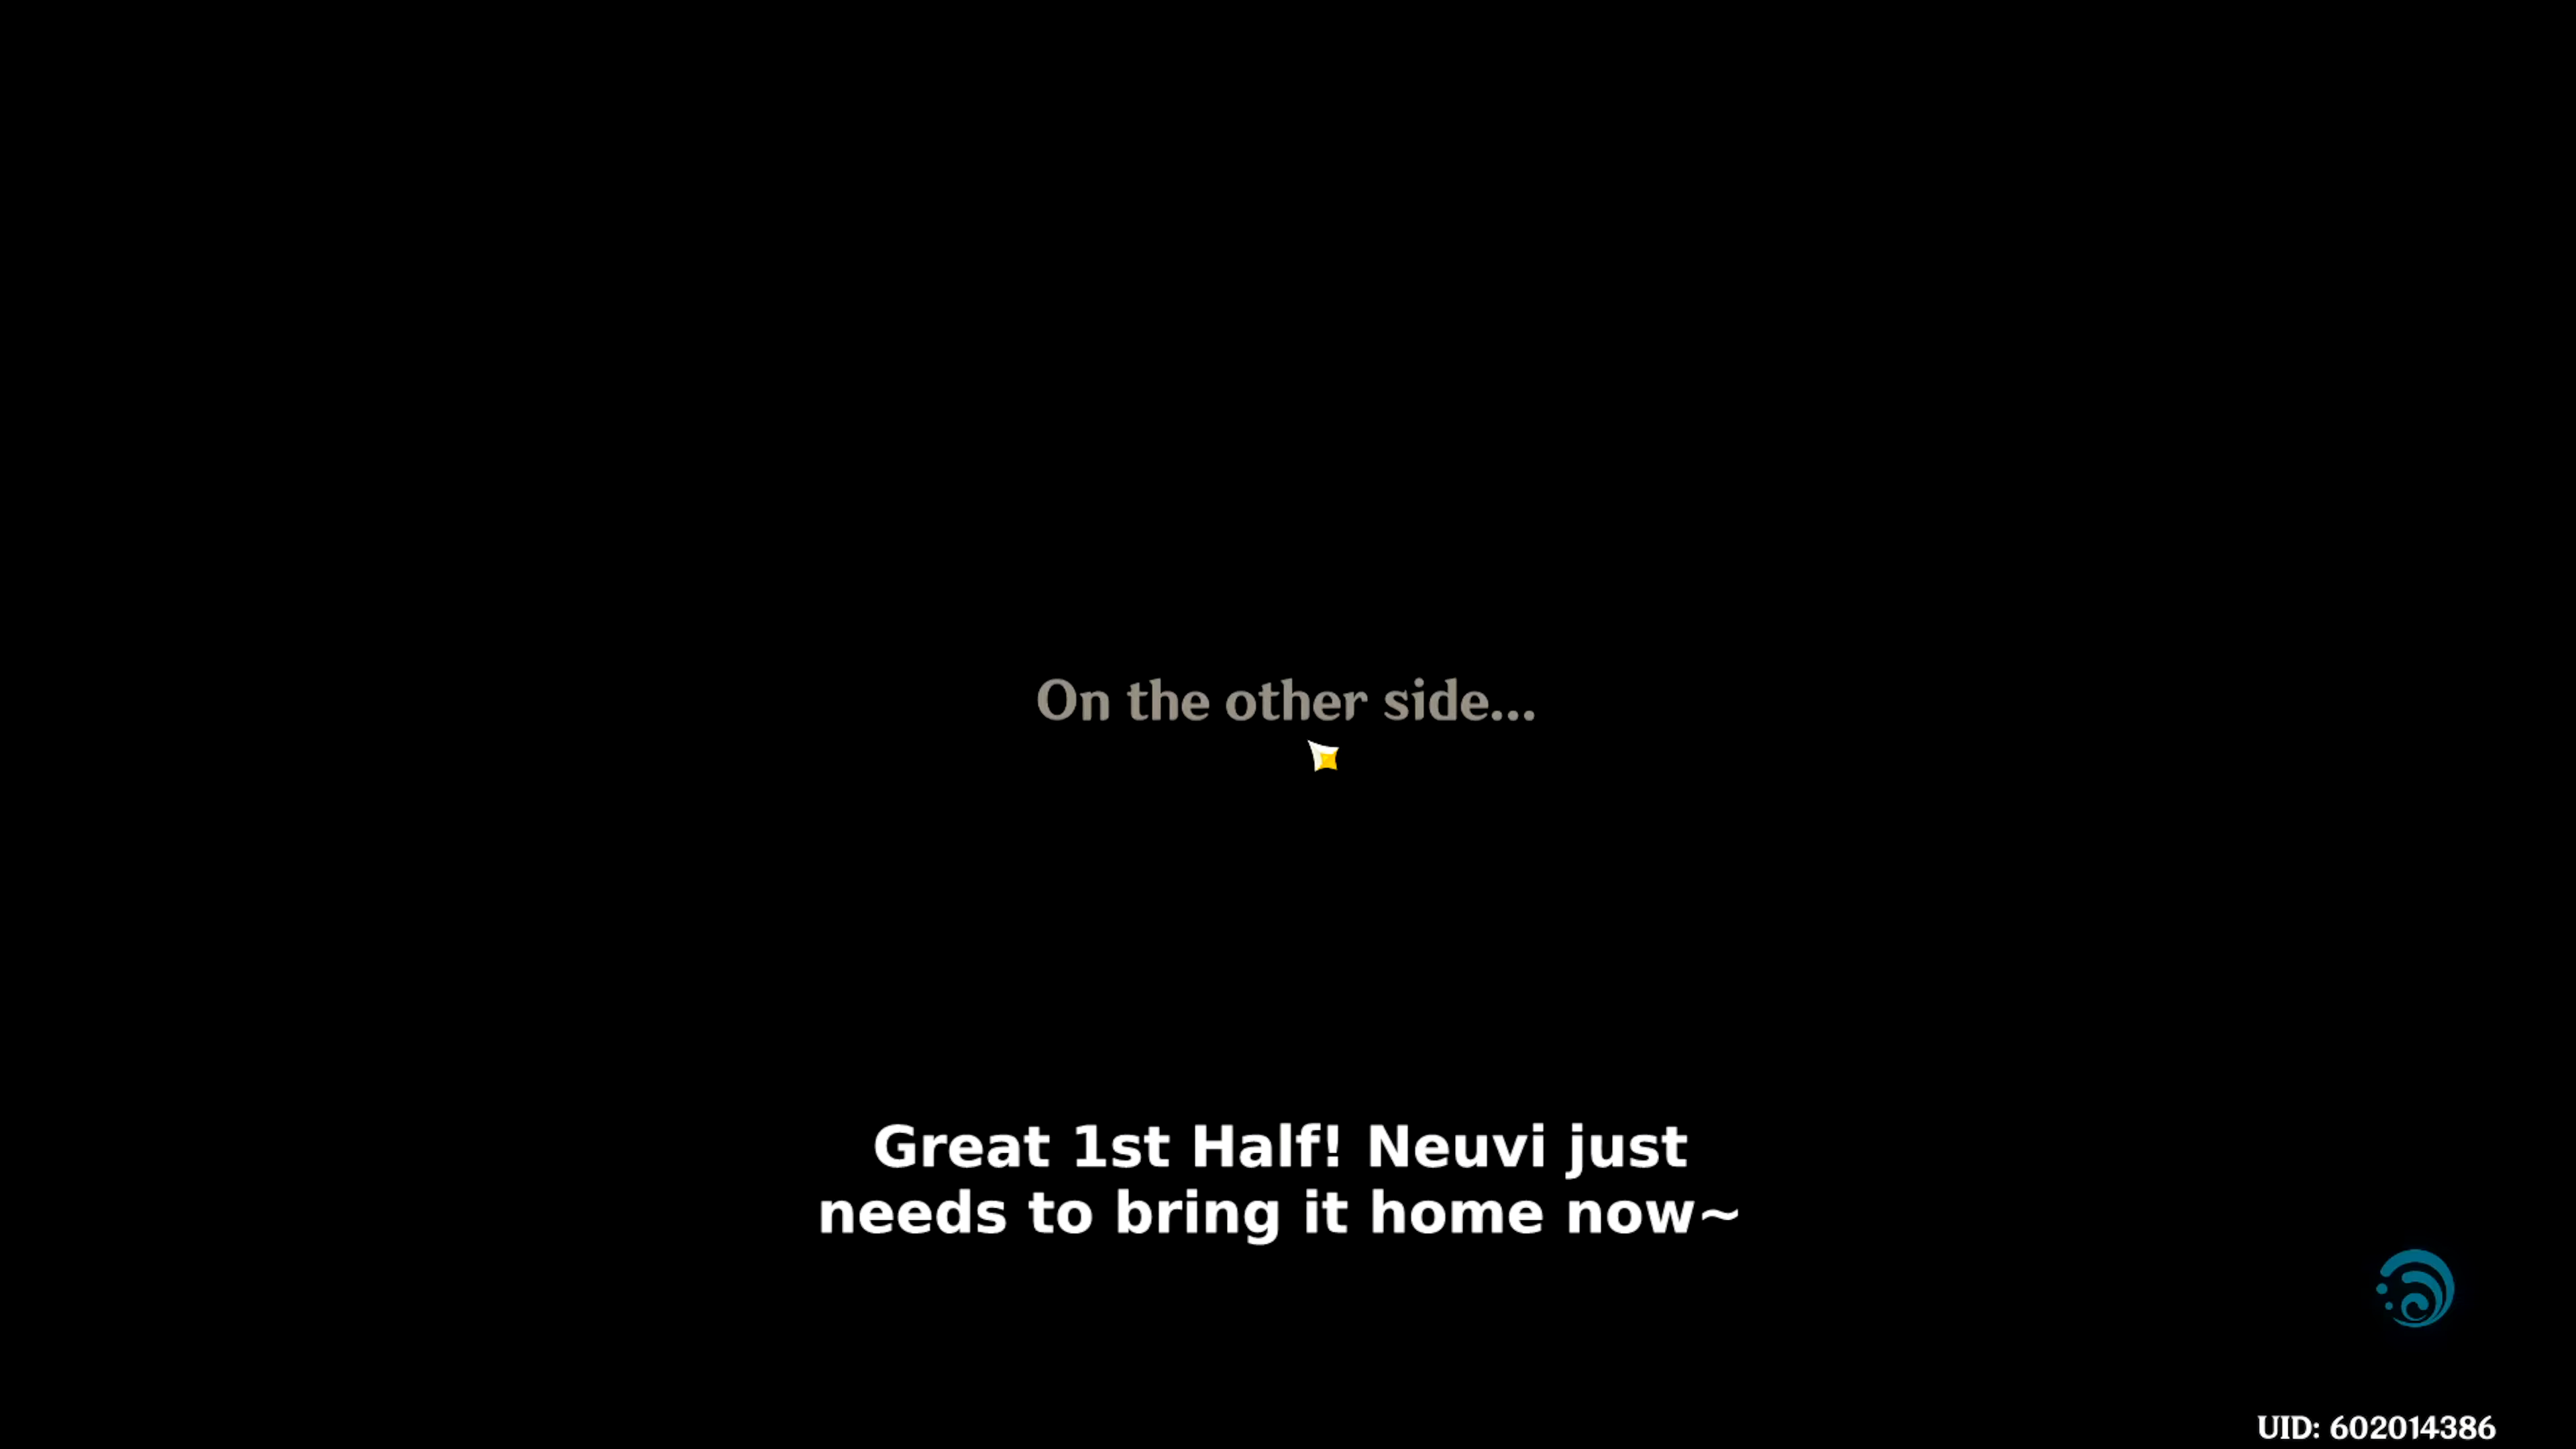 On the other side...
Great 1st Half! Neuvi just
needs to bring it home now~
UID: 602014386